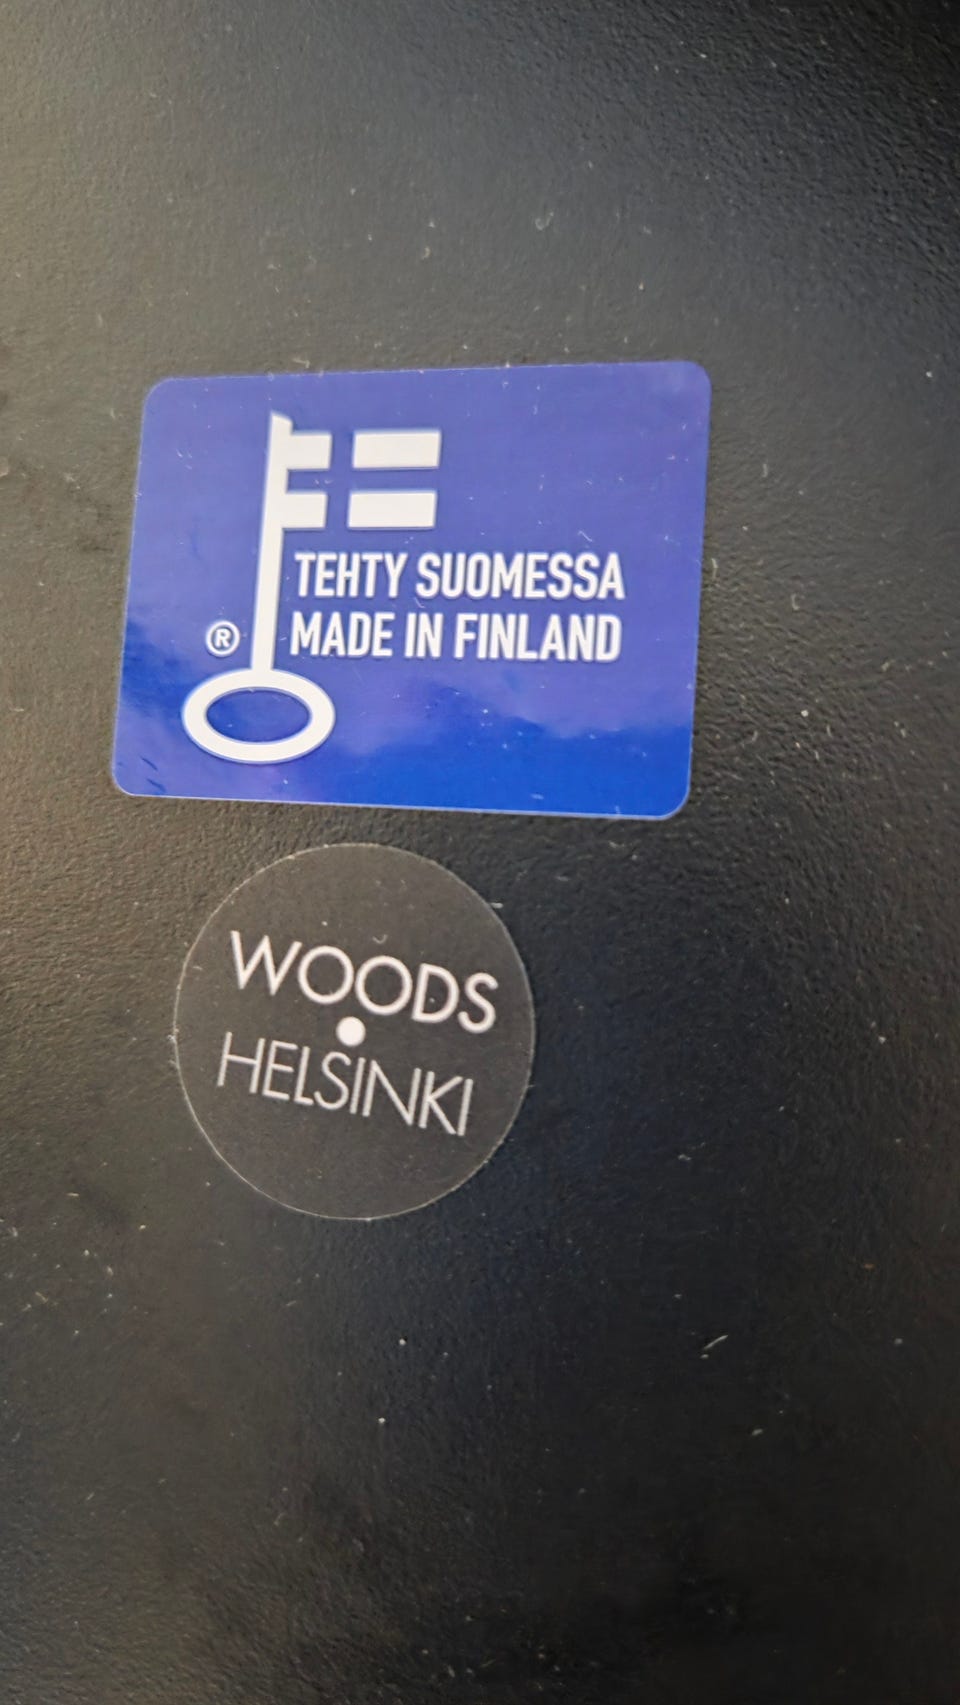 TEHTY SUOMESSA
® MADE IN FINLAND
WOODS
HELSINKI